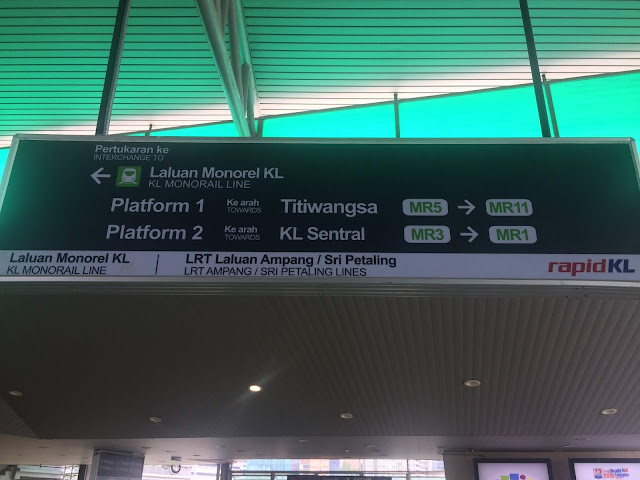 Pertukaran ke
INTERCHANGE TO
Laluan Monorel KL
KL MONORAIL LINE
Platform 1 Ke arah TOWARDS Titiwangsa MR5 → MR11
Platform 2 Ke arah TOWARDS KL Sentral MR3 → MR1
Laluan Monorel KL
KL MONORAIL LINE
LRT Laluan Ampang / Sri Petaling
LRT AMPANG / SRI PETALING LINES
rapidKL